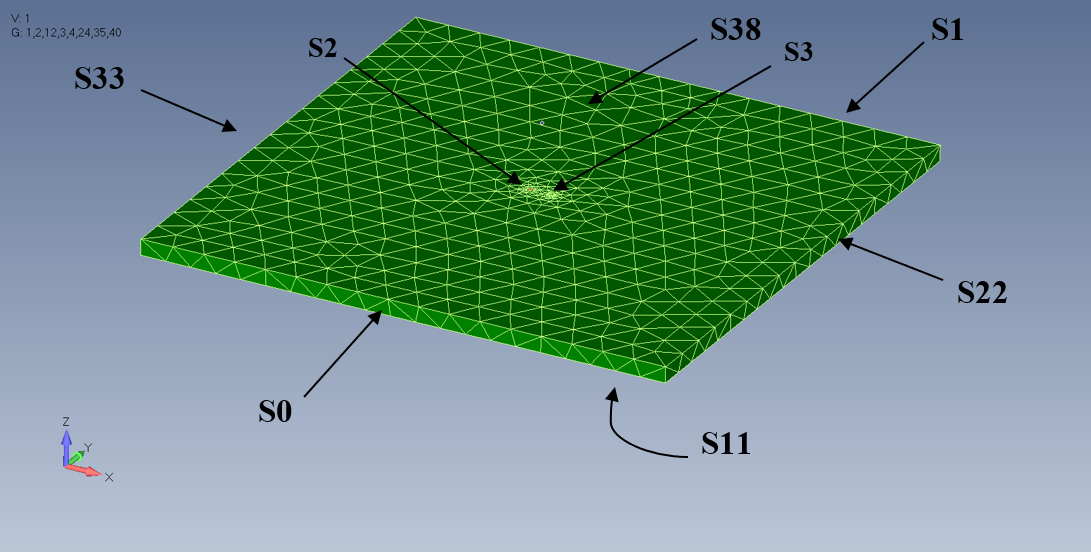 V: 1
G: 1,2,12,3,4,24,35,40
S2
S38
S3
S1
S33
S22
S0
S11
Z
Y
X